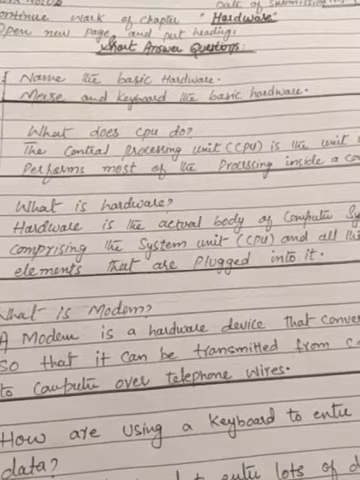 Date of Submission
Continue work of chapter "Hardware"
Open new page and put heading.
Short Answer Questions:
Name the basic Hardware.
Mouse and Keyboard the basic hardware.
What does cpu do?
The Central processing unit (CPU) is the unit
Performs most of the Processing inside a
What is hardware?
Hardware is the actual body of Computer
comprising the System unit (CPU) and all the
elements that are plugged into it.
What is Modem?
A Modem is a hardware device that
So that it can be transmitted from
to Computer over telephone wires.
How are using a Keyboard to enter
data?
enter lots of